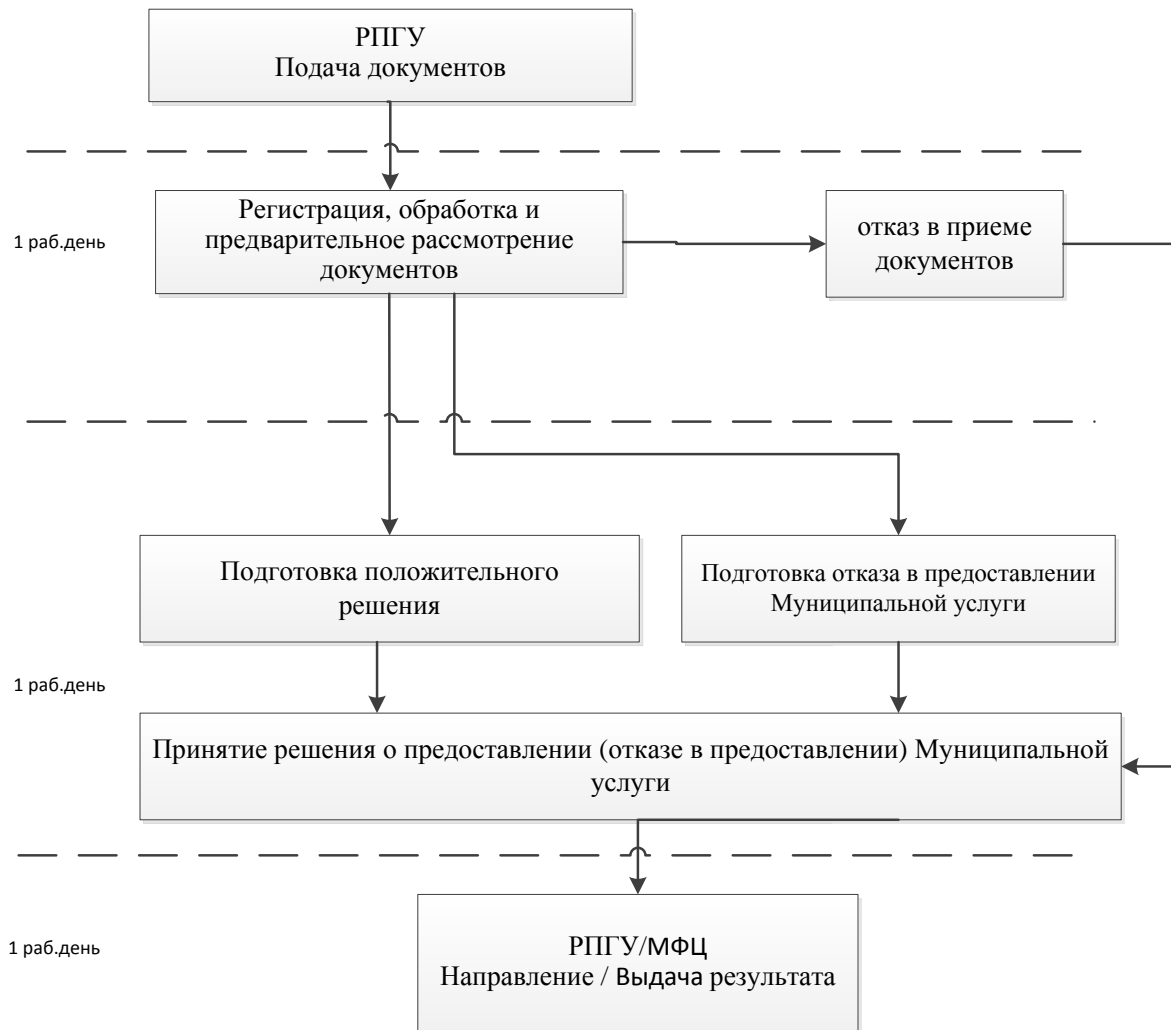 РПГУ
Подача документов
1 раб.день
Регистрация, обработка и
предварительное рассмотрение
документов
отказ в приеме
документов
Подготовка положительного
решения
Подготовка отказа в предоставлении
Муниципальной услуги
1 раб.день
Принятие решения о предоставлении (отказе в предоставлении) Муниципальной
услуги
1 раб.день
РПГУ/МФЦ
Направление / Выдача результата